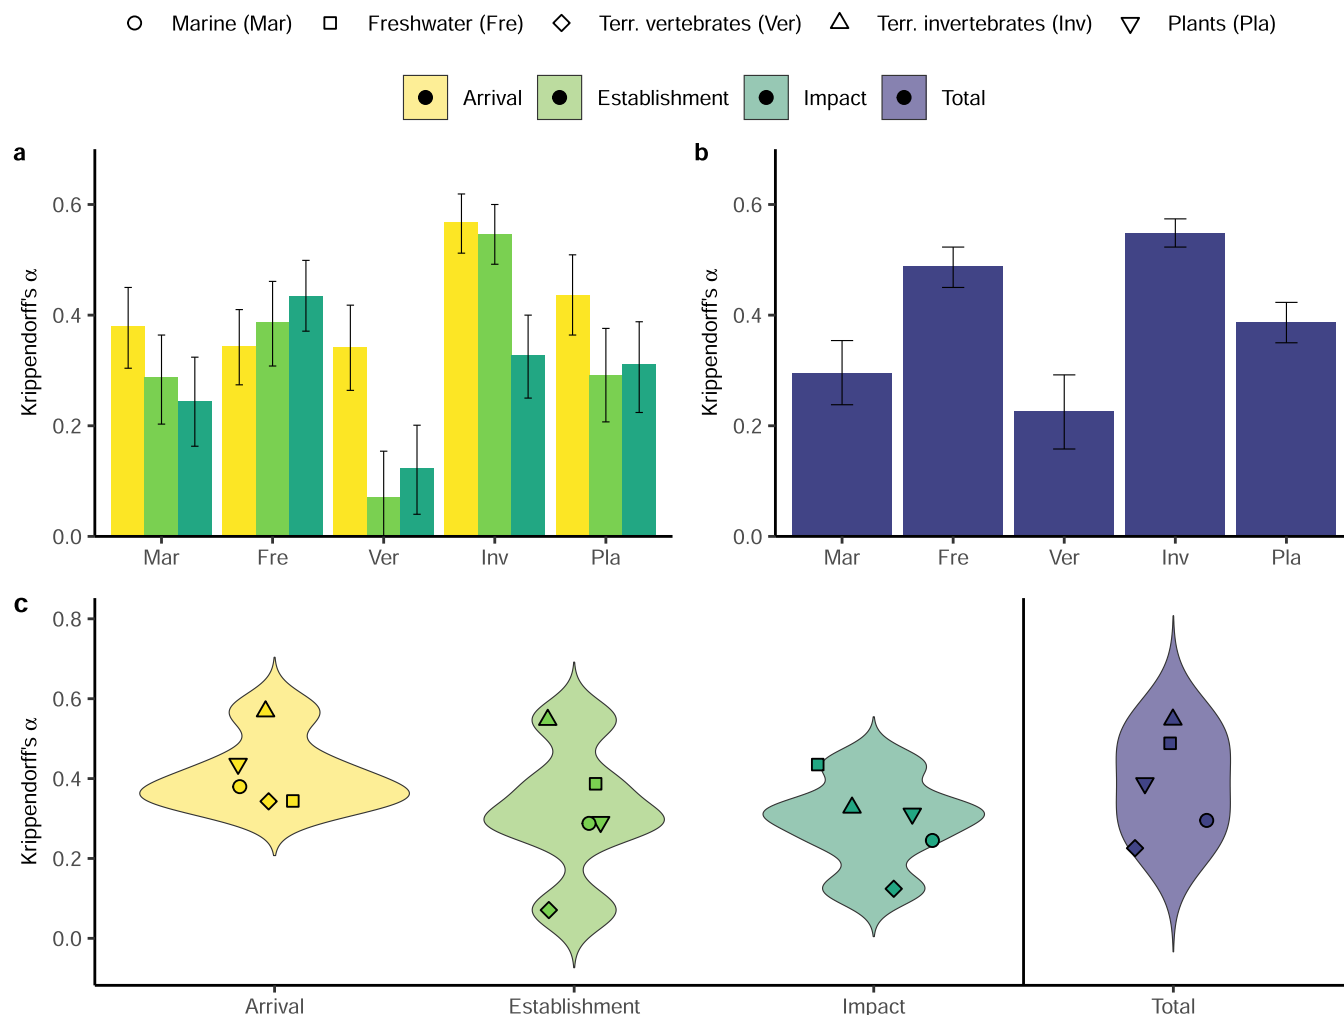 Marine (Mar) Freshwater (Fre) Terr. vertebrates (Ver) Terr. invertebrates (Inv) Plants (Pla)
Arrival Establishment Impact Total
a
Krippendorff's α
0.6
0.4
0.2
0.0
Mar Fre Ver Inv Pla
b
Krippendorff's α
0.6
0.4
0.2
0.0
Mar Fre Ver Inv Pla
c
Krippendorff's α
0.8
0.6
0.4
0.2
0.0
Arrival Establishment Impact Total